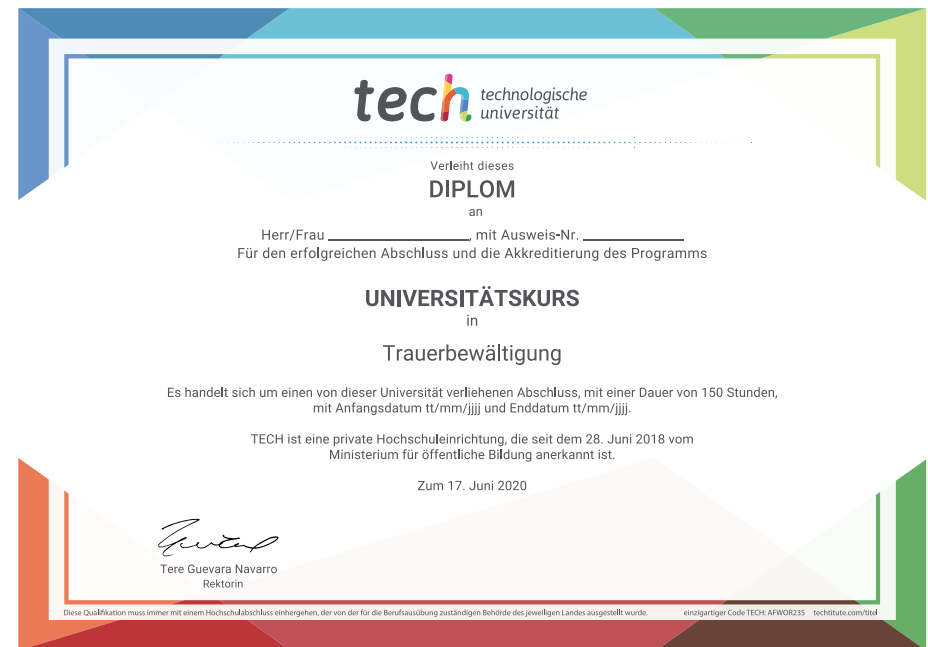 tech technologische
universität
Verleiht dieses
DIPLOM
an
Herr/Frau ____________________, mit Ausweis-Nr. ______________
Für den erfolgreichen Abschluss und die Akkreditierung des Programms
UNIVERSITÄTSKURS
in
Trauerbewältigung
Es handelt sich um einen von dieser Universität verliehenen Abschluss, mit einer Dauer von 150 Stunden,
mit Anfangsdatum tt/mm/jjjj und Enddatum tt/mm/jjjj.
TECH ist eine private Hochschuleinrichtung, die seit dem 28. Juni 2018 vom
Ministerium für öffentliche Bildung anerkannt ist.
Zum 17. Juni 2020
Tere Guevara Navarro
Rektorin
Diese Qualifikation muss immer mit einem Hochschulabschluss einhergehen, der von der für die Berufsausübung zuständigen Behörde des jeweiligen Landes ausgestellt wurde. einzigartiger Code TECH: AFWOR23S techtitute.com/titel